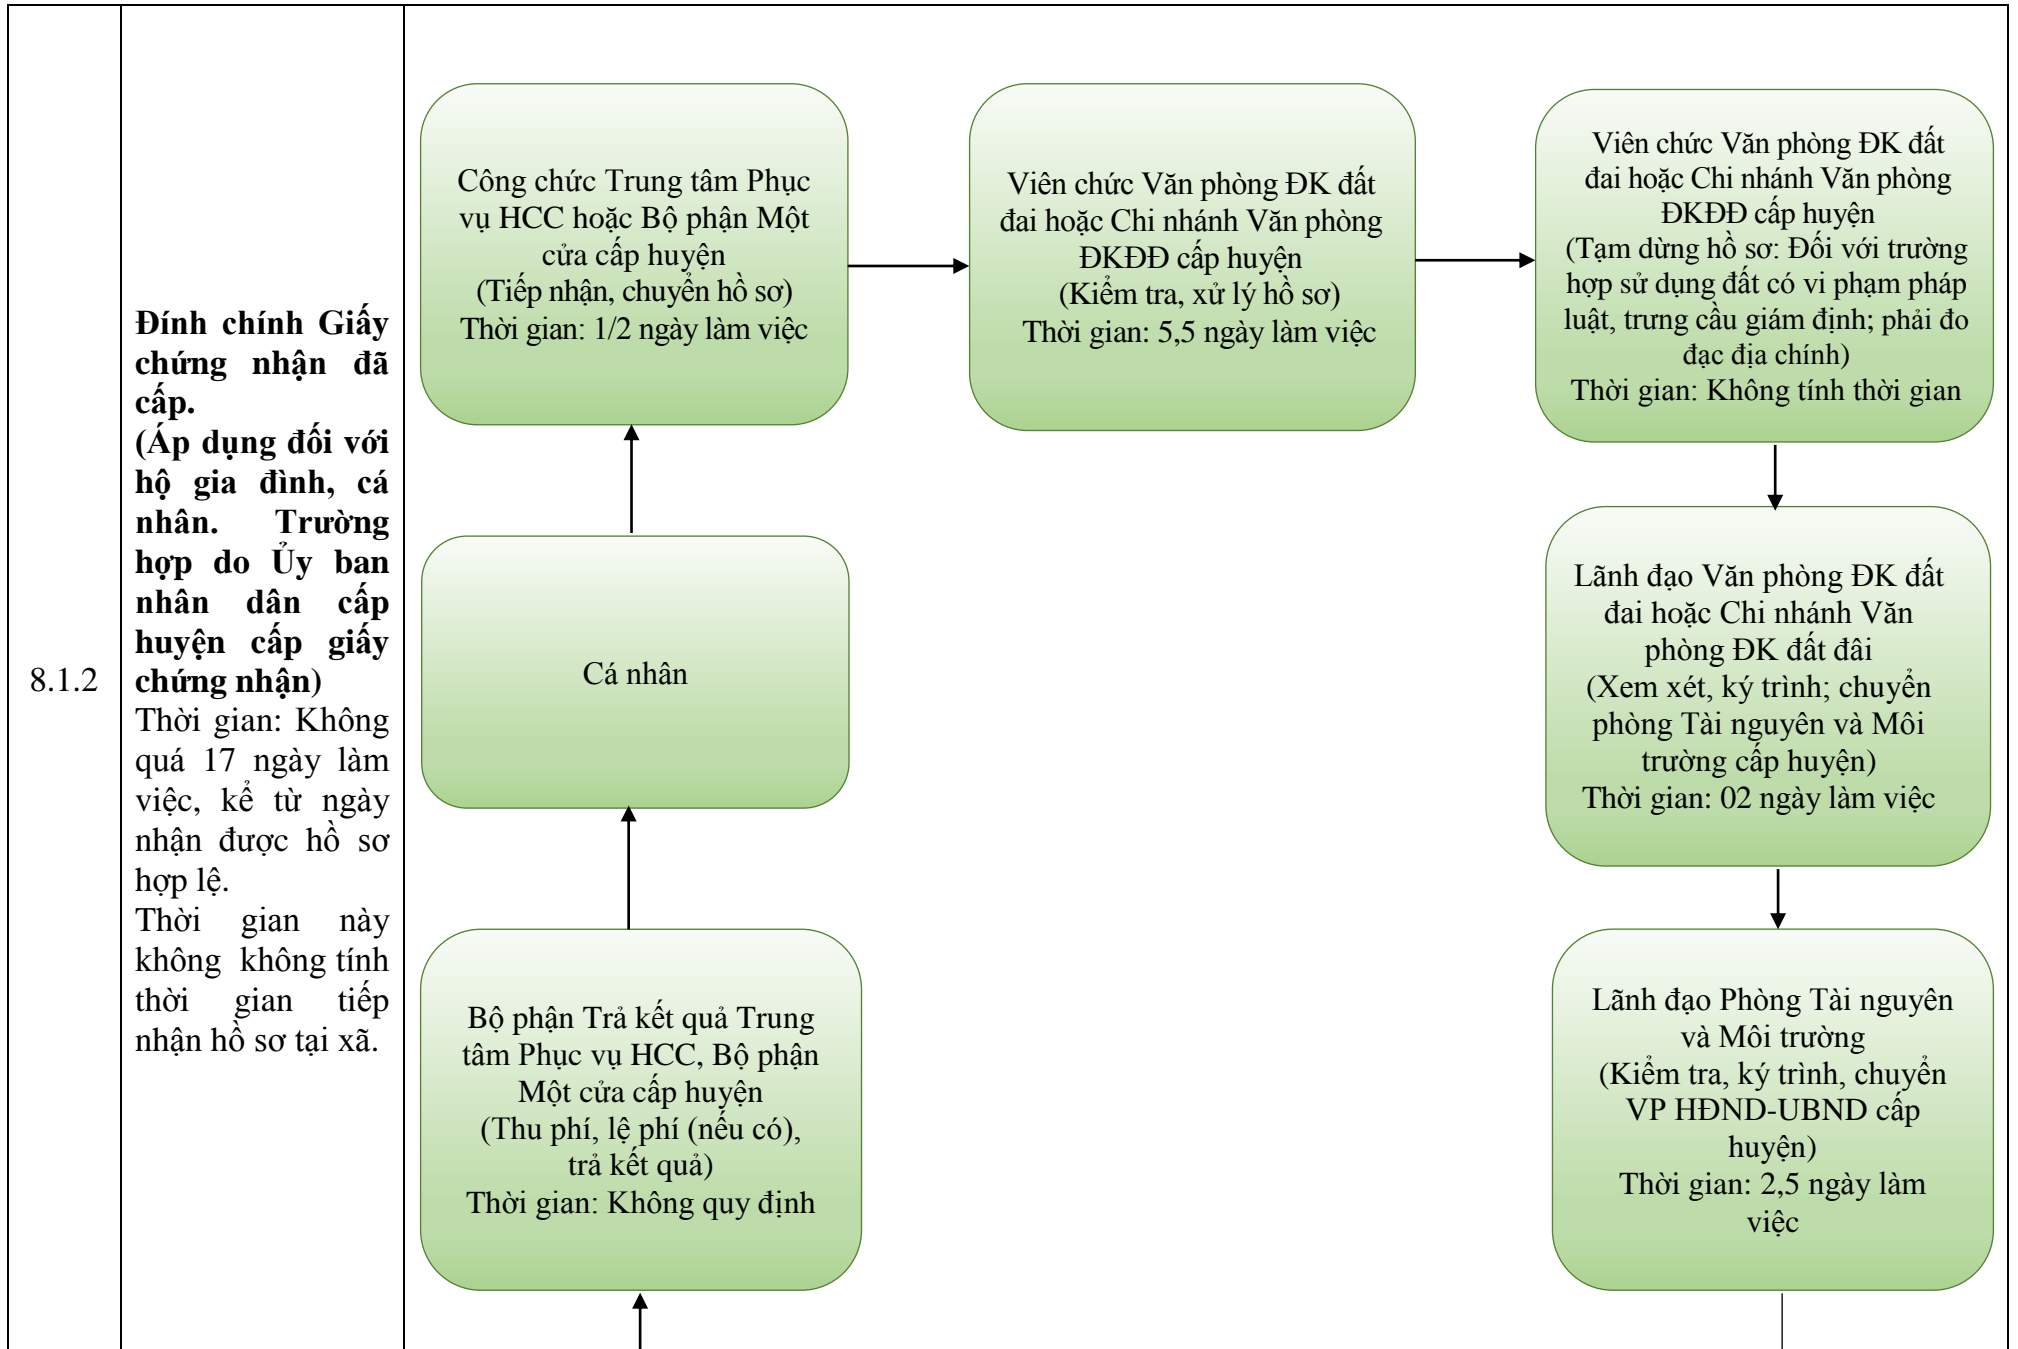 8.1.2
Đính chính Giấy
chứng nhận đã
cấp.
(Áp dụng đối với
hộ gia đình, cá
nhân. Trường
hợp do Ủy ban
nhân dân cấp
huyện cấp giấy
chứng nhận)
Thời gian: Không
quá 17 ngày làm
việc, kể từ ngày
nhận được hồ sơ
hợp lệ.
Thời gian này
không không tính
thời gian tiếp
nhận hồ sơ tại xã.
Công chức Trung tâm Phục
vụ HCC hoặc Bộ phận Một
cửa cấp huyện
(Tiếp nhận, chuyển hồ sơ)
Thời gian: 1/2 ngày làm việc
Viên chức Văn phòng ĐK đất
đai hoặc Chi nhánh Văn phòng
ĐKĐĐ cấp huyện
(Kiểm tra, xử lý hồ sơ)
Thời gian: 5,5 ngày làm việc
Viên chức Văn phòng ĐK đất
đai hoặc Chi nhánh Văn phòng
ĐKĐĐ cấp huyện
(Tạm dừng hồ sơ: Đối với trường
hợp sử dụng đất có vi phạm pháp
luật, trưng cầu giám định; phải đo
đạc địa chính)
Thời gian: Không tính thời gian
Lãnh đạo Văn phòng ĐK đất
đai hoặc Chi nhánh Văn
phòng ĐK đất đâi
(Xem xét, ký trình; chuyển
phòng Tài nguyên và Môi
trường cấp huyện)
Thời gian: 02 ngày làm việc
Lãnh đạo Phòng Tài nguyên
và Môi trường
(Kiểm tra, ký trình, chuyển
VP HĐND-UBND cấp
huyện)
Thời gian: 2,5 ngày làm
việc
Cá nhân
Bộ phận Trả kết quả Trung
tâm Phục vụ HCC, Bộ phận
Một cửa cấp huyện
(Thu phí, lệ phí (nếu có),
trả kết quả)
Thời gian: Không quy định